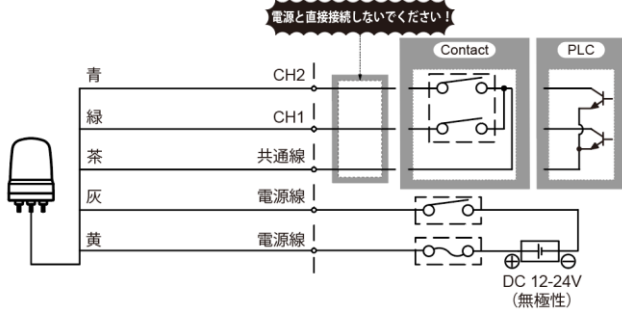 電源と直接接続しないでください！
Contact
PLC
青 CH2
緑 CH1
茶 共通線
灰 電源線
黄 電源線
DC 12-24V
（無極性）